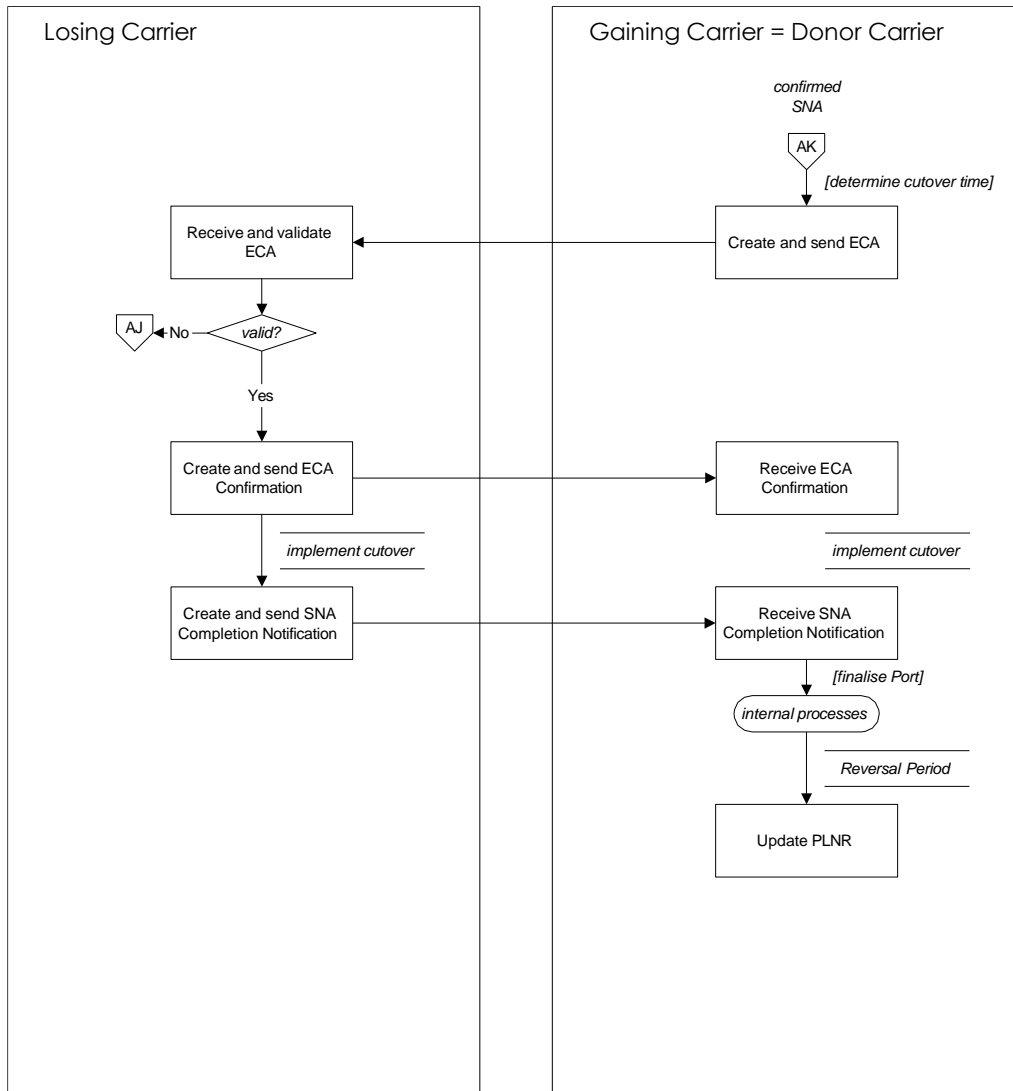 Losing Carrier
Gaining Carrier = Donor Carrier
confirmed
SNA
AK
[determine cutover time]
Receive and validate
ECA
Create and send ECA
AJ
No
valid?
Yes
Create and send ECA
Confirmation
Receive ECA
Confirmation
implement cutover
implement cutover
Create and send SNA
Completion Notification
Receive SNA
Completion Notification
[finalise Port]
internal processes
Reversal Period
Update PLNR